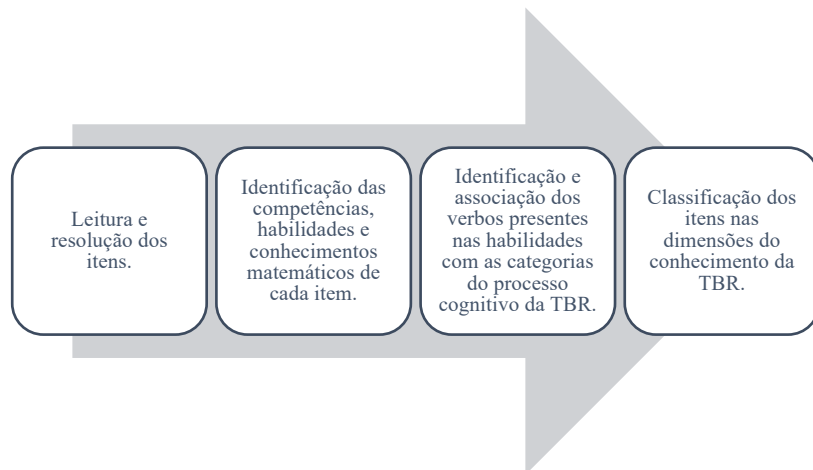 Leitura e
resolução dos
itens.
Identificação das
competências,
habilidades e
conhecimentos
matemáticos de
cada item.
Identificação e
associação dos
verbos presentes
nas habilidades
com as categorias
do processo
cognitivo da TBR.
Classificação dos
itens nas
dimensões do
conhecimento da
TBR.